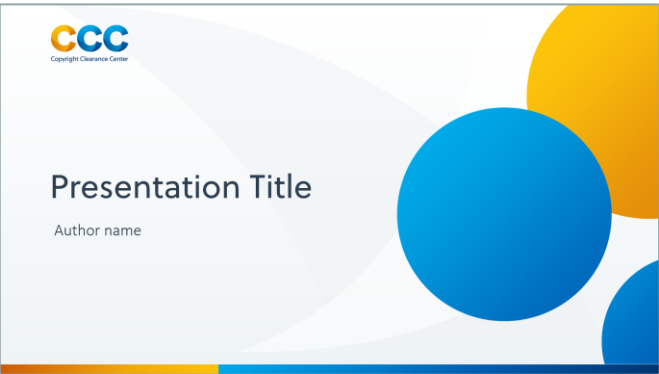 CCC
Copyright Clearance Center
Presentation Title
Author name